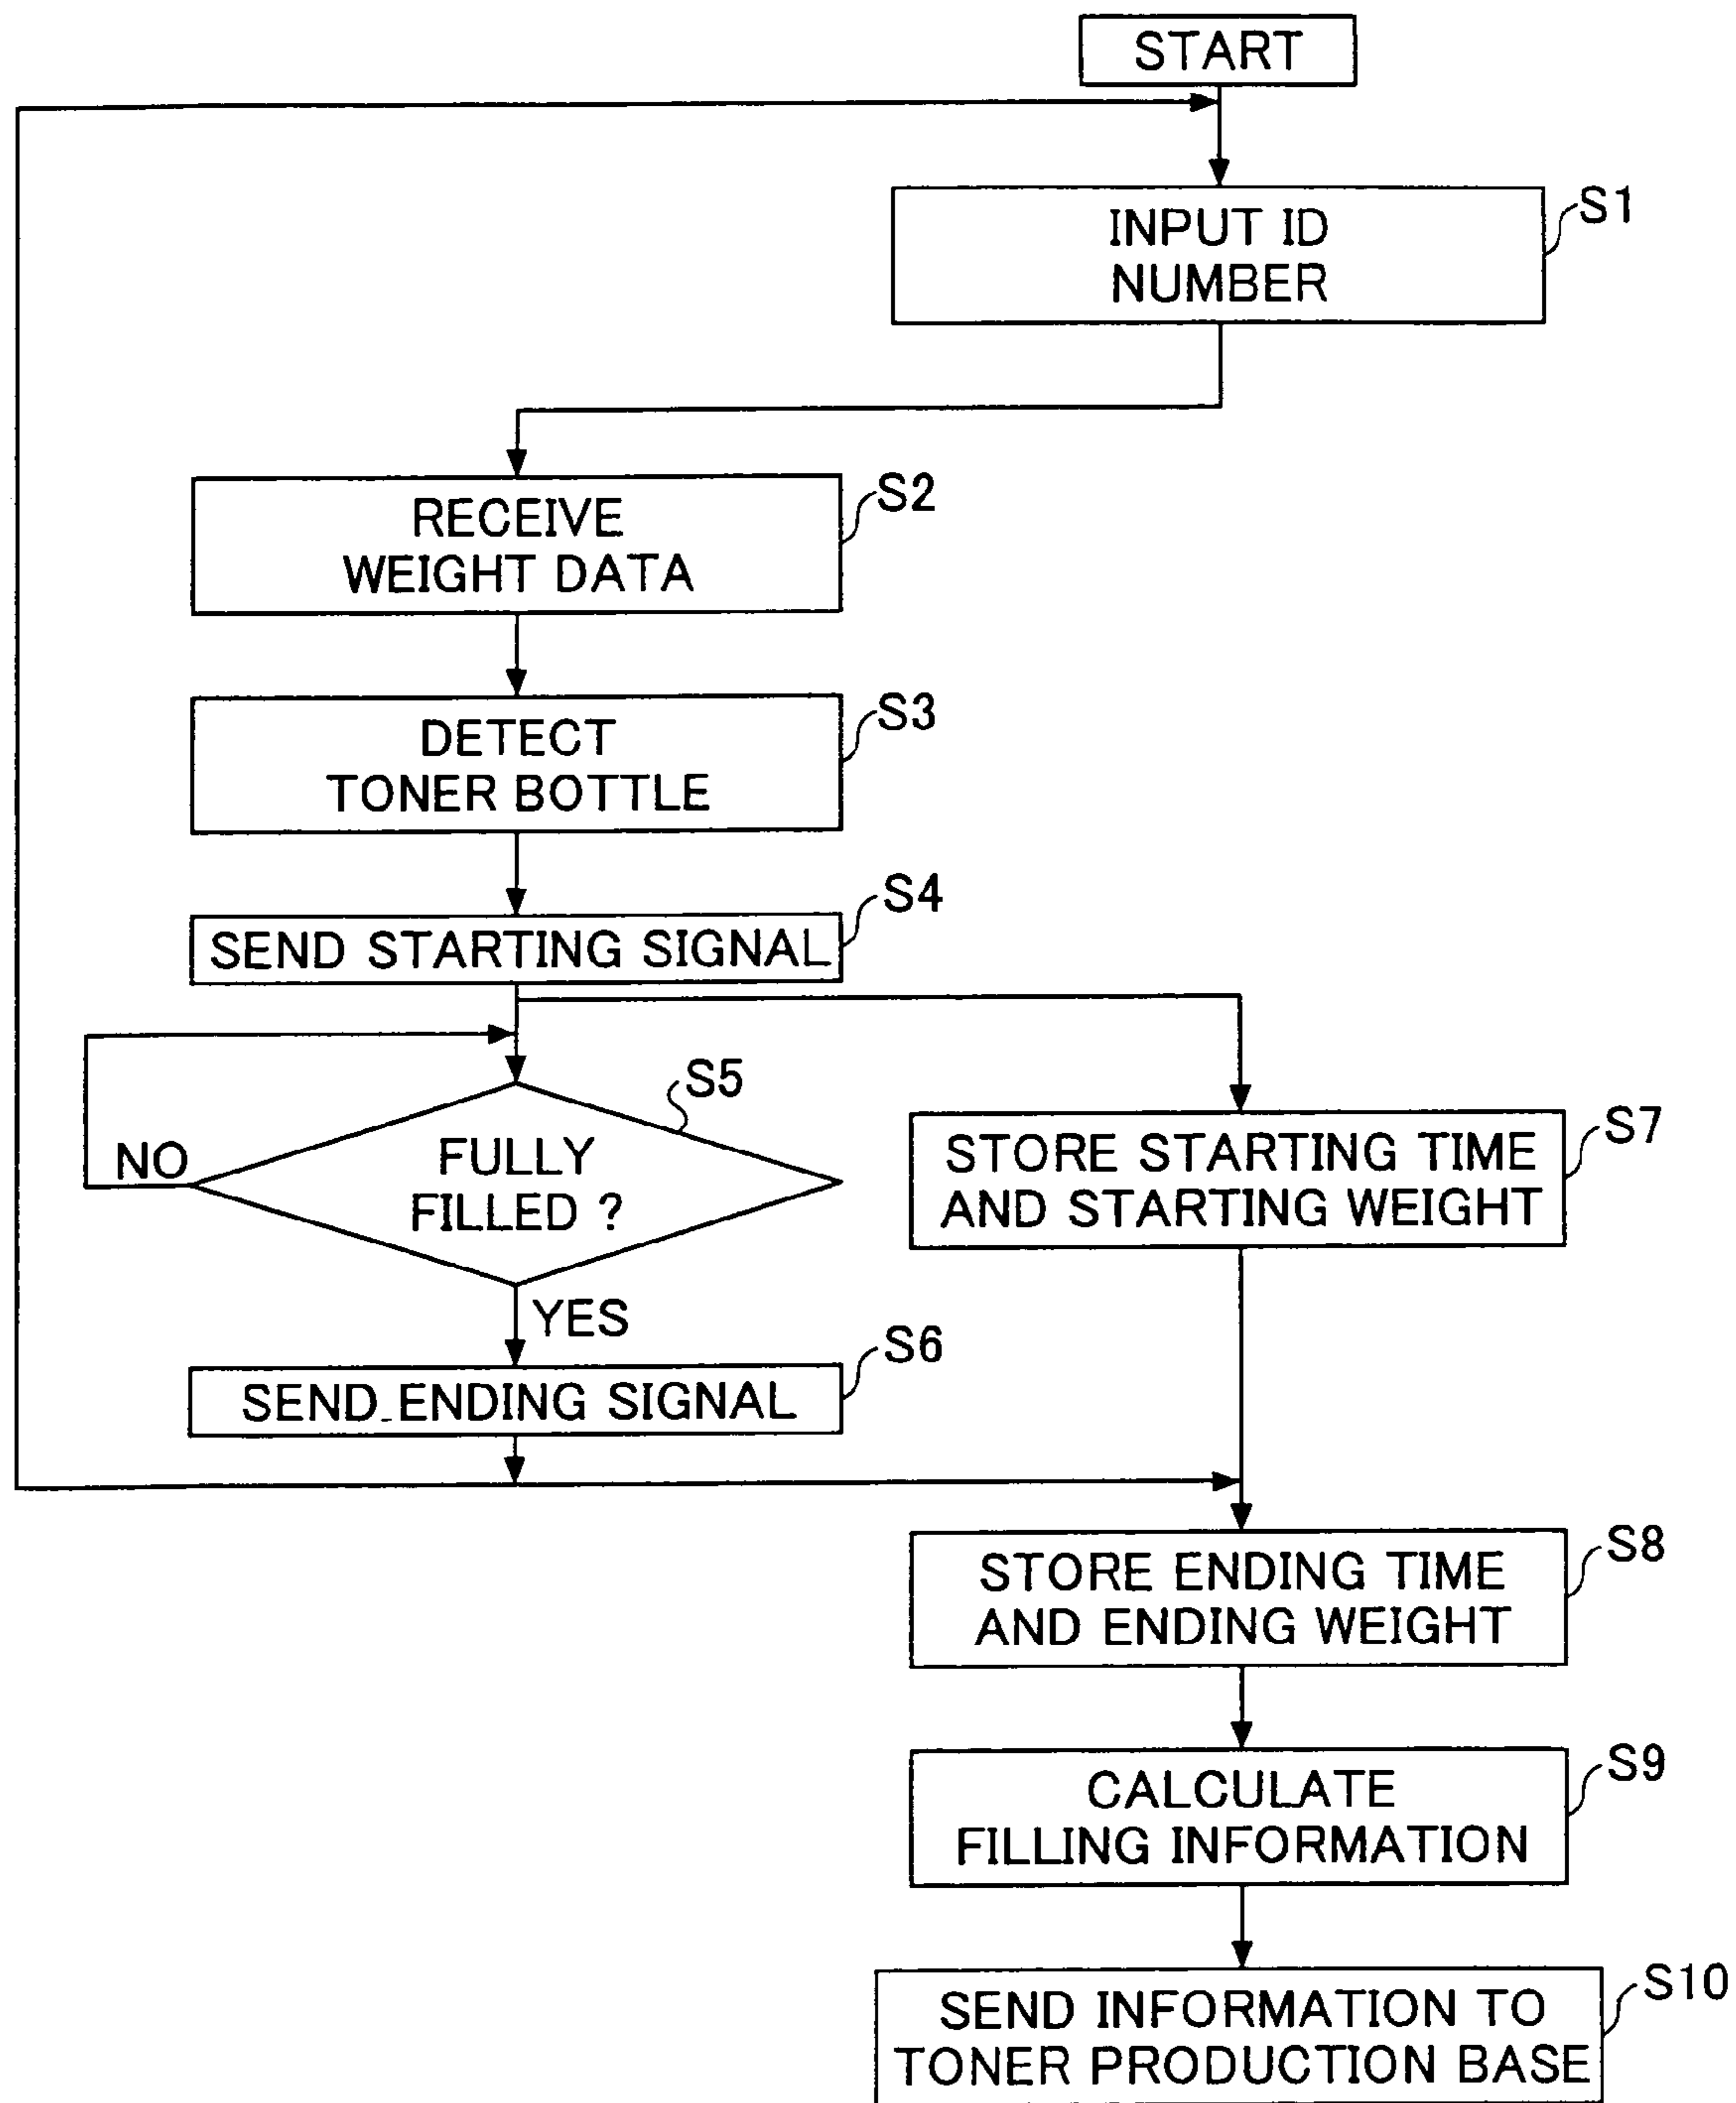 START
S1
INPUT ID
NUMBER
S2
RECEIVE
WEIGHT DATA
S3
DETECT
TONER BOTTLE
S4
SEND STARTING SIGNAL
S5
NO
FULLY
FILLED ?
YES
S7
STORE STARTING TIME
AND STARTING WEIGHT
S6
SEND ENDING SIGNAL
S8
STORE ENDING TIME
AND ENDING WEIGHT
S9
CALCULATE
FILLING INFORMATION
S10
SEND INFORMATION TO
TONER PRODUCTION BASE